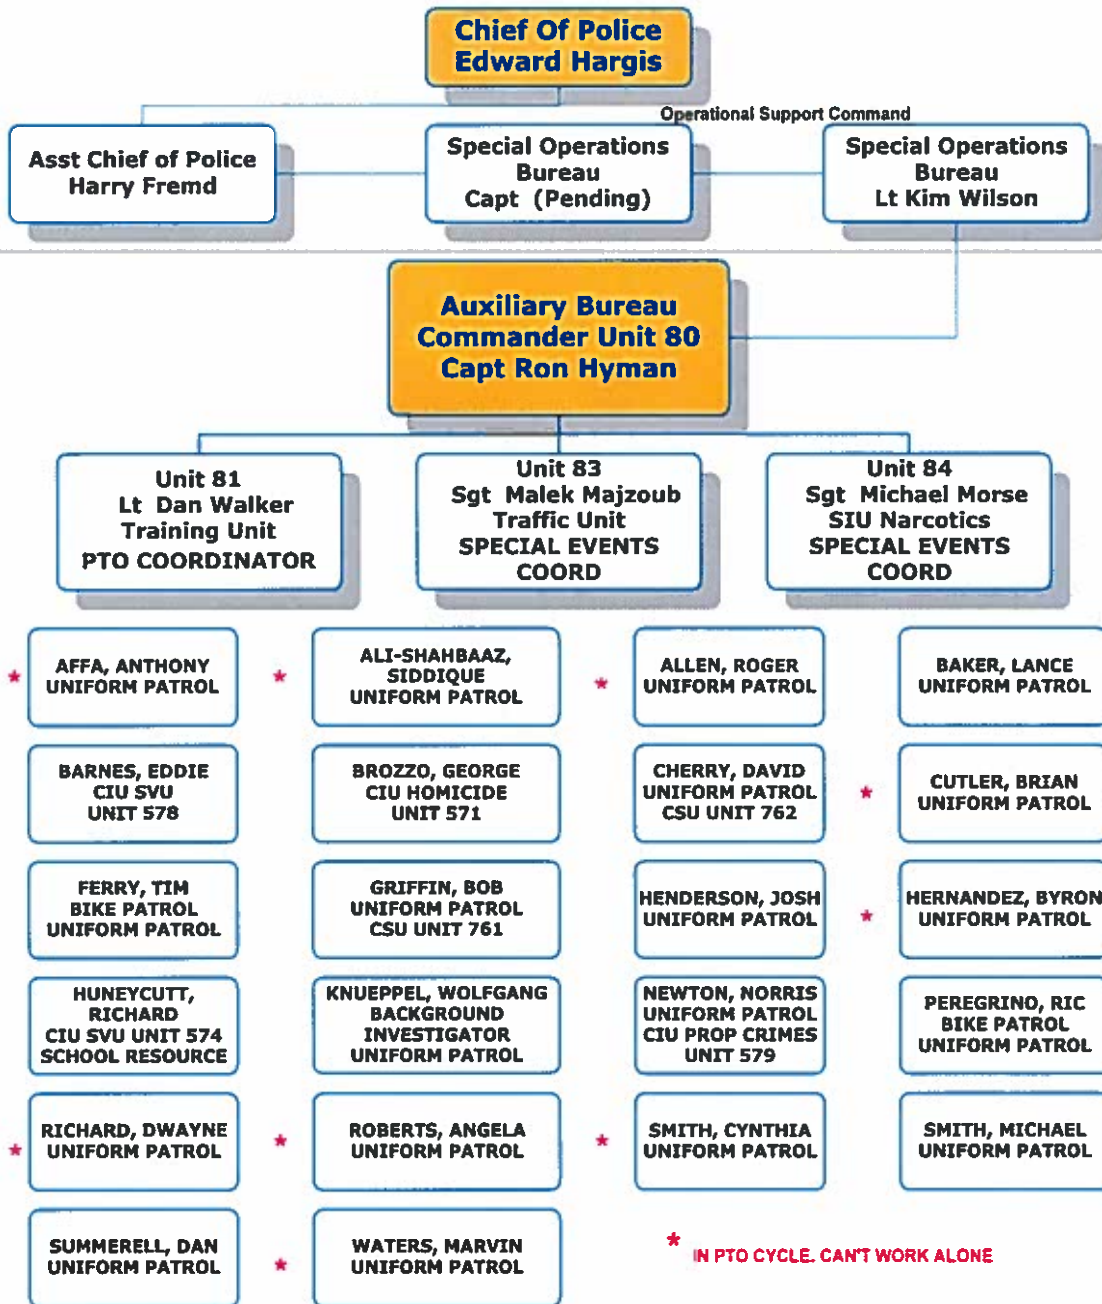 Chief Of Police
Edward Hargis
Operational Support Command
Asst Chief of Police
Harry Fremd
Special Operations
Bureau
Capt (Pending)
Special Operations
Bureau
Lt Kim Wilson
Auxiliary Bureau
Commander Unit 80
Capt Ron Hyman
Unit 81
Lt Dan Walker
Training Unit
PTO COORDINATOR
Unit 83
Sgt Malek Majzoub
Traffic Unit
SPECIAL EVENTS
COORD
Unit 84
Sgt Michael Morse
SIU Narcotics
SPECIAL EVENTS
COORD
* AFFA, ANTHONY
UNIFORM PATROL
* ALI-SHAHBAAZ,
SIDDIQUE
UNIFORM PATROL
* ALLEN, ROGER
UNIFORM PATROL
BAKER, LANCE
UNIFORM PATROL
BARNES, EDDIE
CIU SVU
UNIT 578
BROZZO, GEORGE
CIU HOMICIDE
UNIT 571
CHERRY, DAVID
UNIFORM PATROL
CSU UNIT 762
* CUTLER, BRIAN
UNIFORM PATROL
FERRY, TIM
BIKE PATROL
UNIFORM PATROL
GRIFFIN, BOB
UNIFORM PATROL
CSU UNIT 761
HENDERSON, JOSH
UNIFORM PATROL
* HERNANDEZ, BYRON
UNIFORM PATROL
HUNEYCUTT,
RICHARD
CIU SVU UNIT 574
SCHOOL RESOURCE
KNUEPPEL, WOLFGANG
BACKGROUND
INVESTIGATOR
UNIFORM PATROL
NEWTON, NORRIS
UNIFORM PATROL
CIU PROP CRIMES
UNIT 579
PEREGRINO, RIC
BIKE PATROL
UNIFORM PATROL
* RICHARD, DWAYNE
UNIFORM PATROL
* ROBERTS, ANGELA
UNIFORM PATROL
* SMITH, CYNTHIA
UNIFORM PATROL
SMITH, MICHAEL
UNIFORM PATROL
SUMMERELL, DAN
UNIFORM PATROL
* WATERS, MARVIN
UNIFORM PATROL
* IN PTO CYCLE. CAN'T WORK ALONE